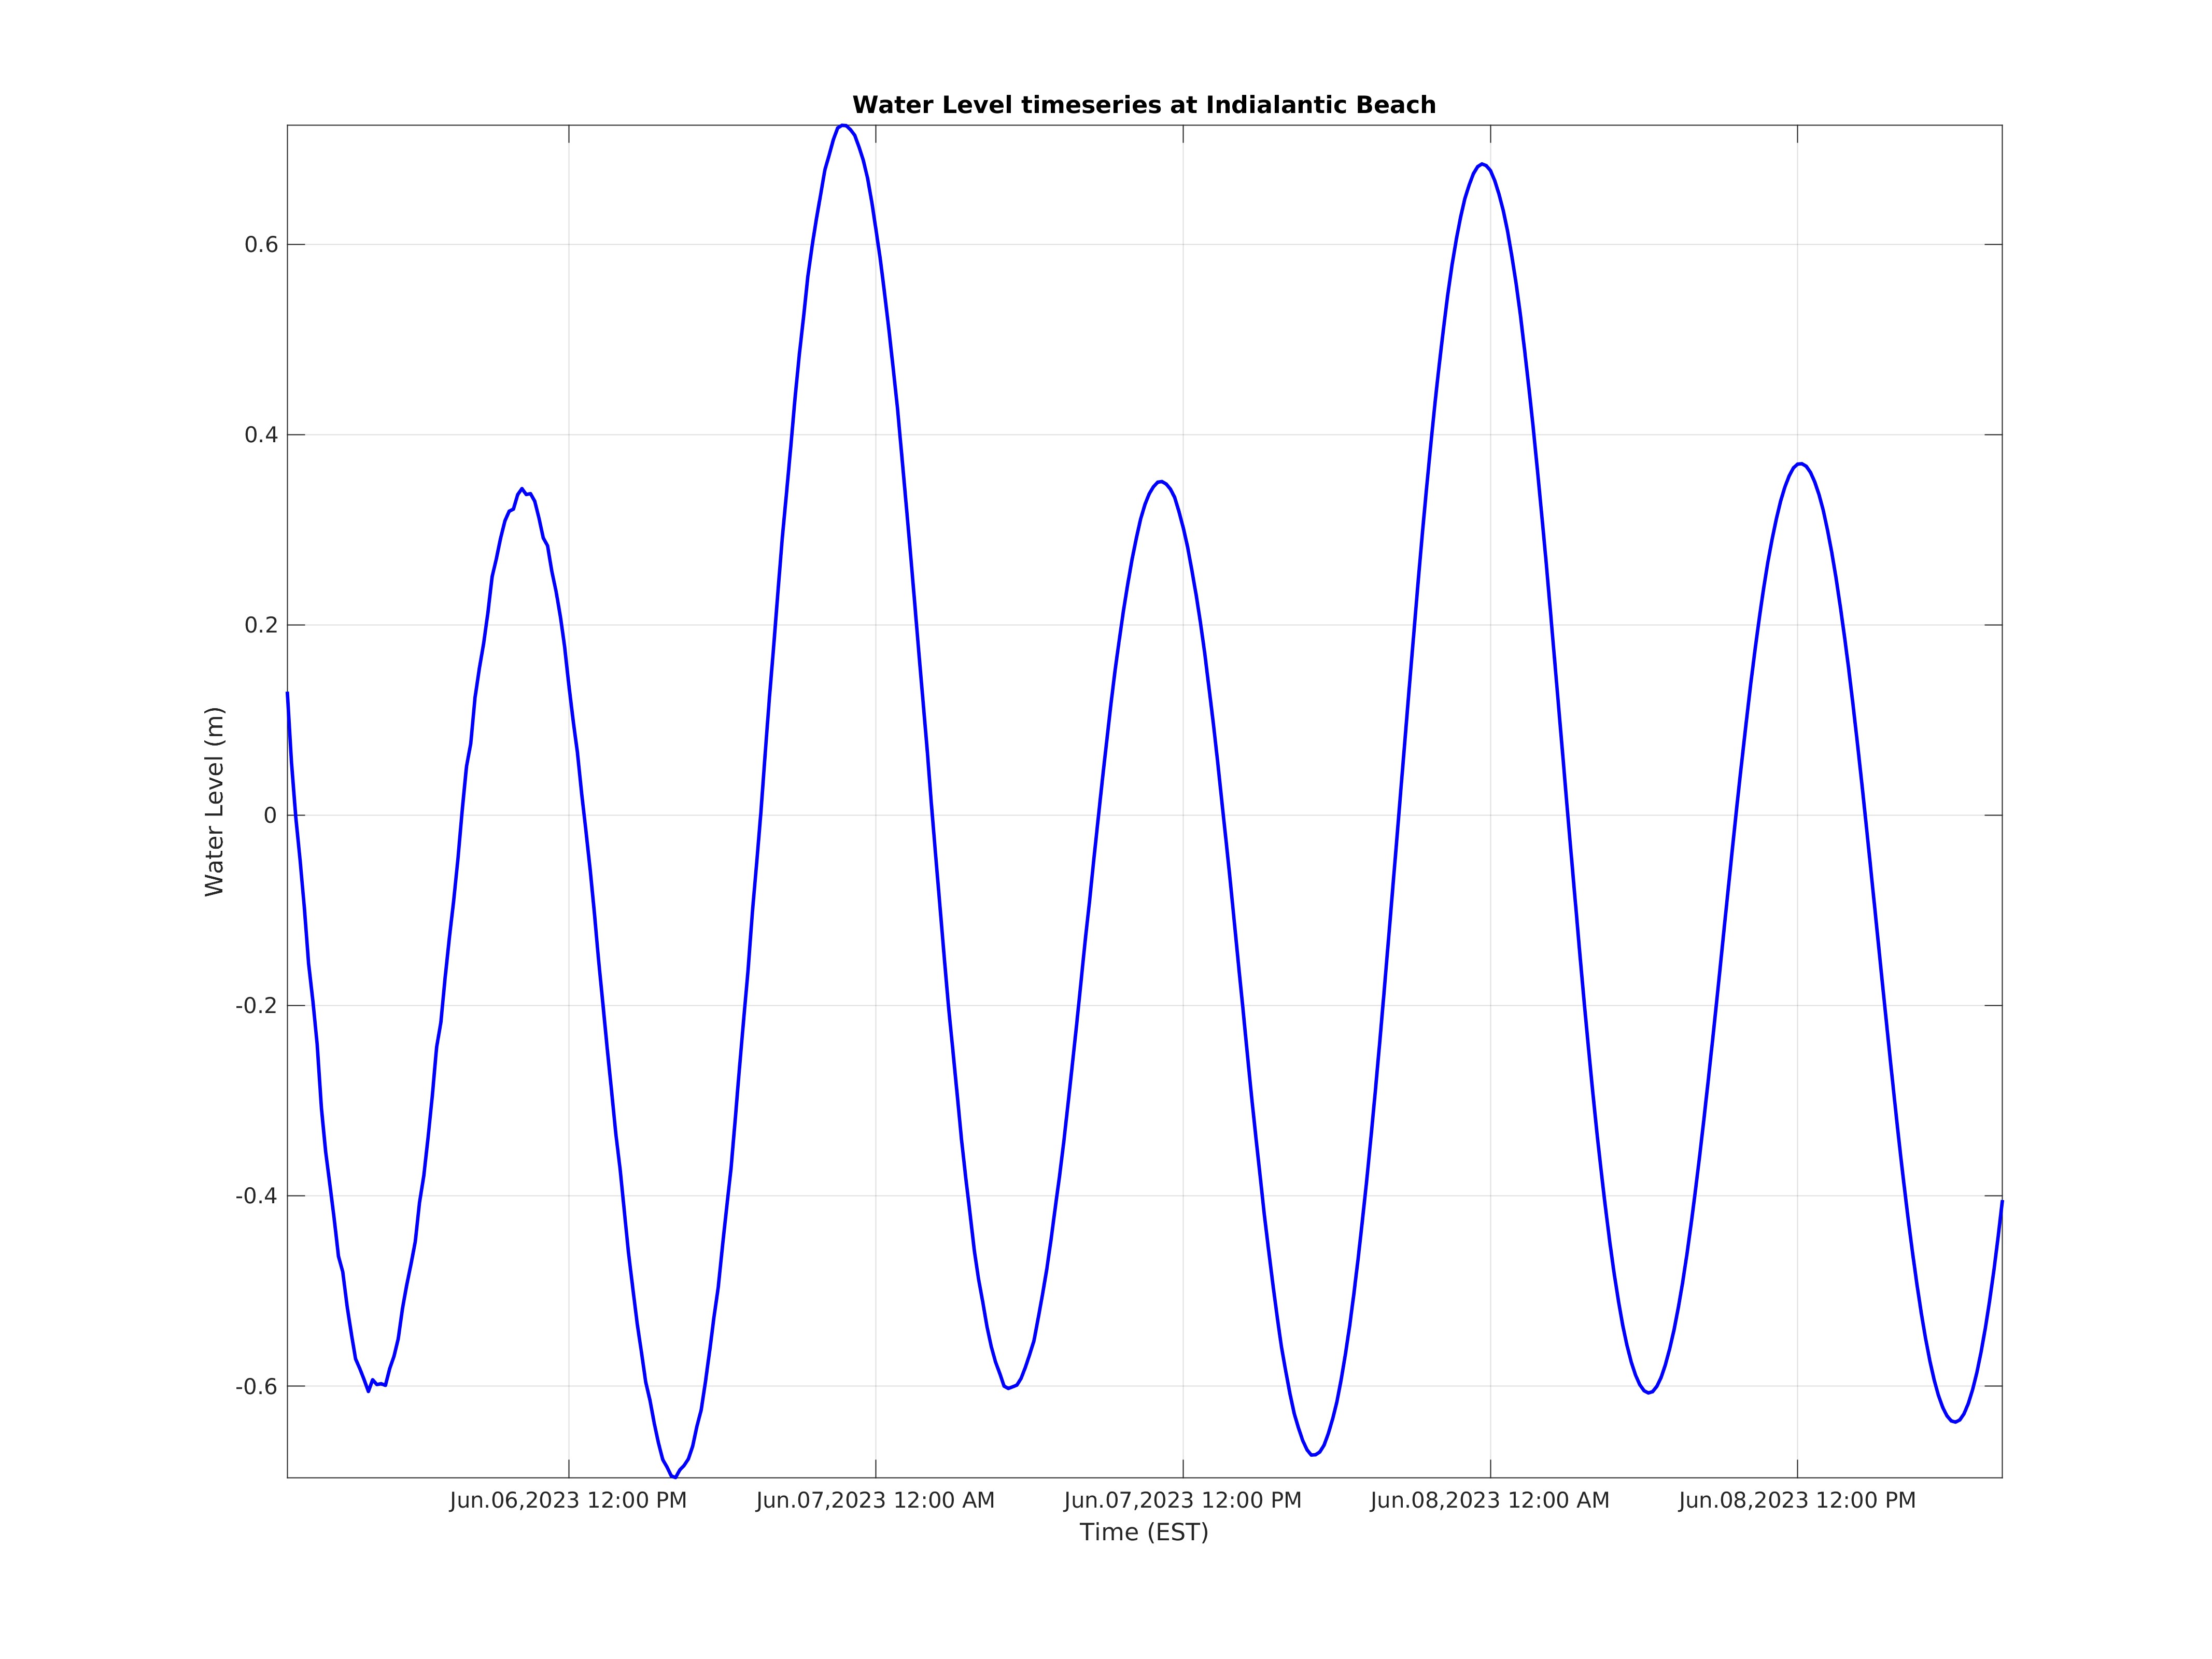 Water Level timeseries at Indialantic Beach
0.6
0.4
0.2
0
-0.2
-0.4
-0.6
Water Level (m)
Jun.06,2023 12:00 PM
Jun.07,2023 12:00 AM
Jun.07,2023 12:00 PM
Jun.08,2023 12:00 AM
Jun.08,2023 12:00 PM
Time (EST)